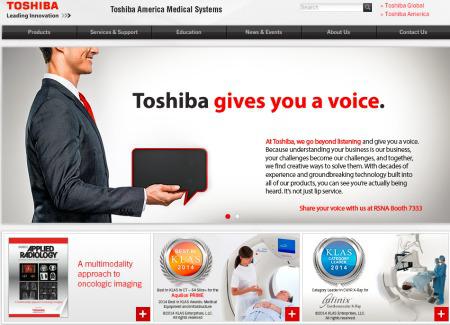 TOSHIBA
Leading Innovation >>>
Toshiba America Medical Systems
Search
» Toshiba Global
» Toshiba America
Products
Services & Support
Education
News & Events
About Us
Contact Us
Toshiba gives you a voice.
At Toshiba, we go beyond listening and give you a voice.
Because understanding your business is our business,
your challenges become our challenges, and together,
we find creative ways to solve them. With decades of
experience and groundbreaking technology built into
all of our products, you can see you're actually being
heard. It's not just lip service.
Share your voice with us at RSNA Booth 7333
APPLIED
RADIOLOGY
A multimodality
approach to
oncologic imaging
BEST IN
KLAS
2014
Best in KLAS in CT – 64 Slice+ for the
Aquilion PRIME
2014 Best in KLAS Awards: Medical
Equipment and Infrastructure
©2014 KLAS Enterprises, LLC.
All rights reserved
KLAS
CATEGORY
LEADER
2014
Category Leader in CV/IR X-Ray for
Infinix
Cardiovascular X-Ray
©2014 KLAS Enterprises, LLC.
All rights reserved